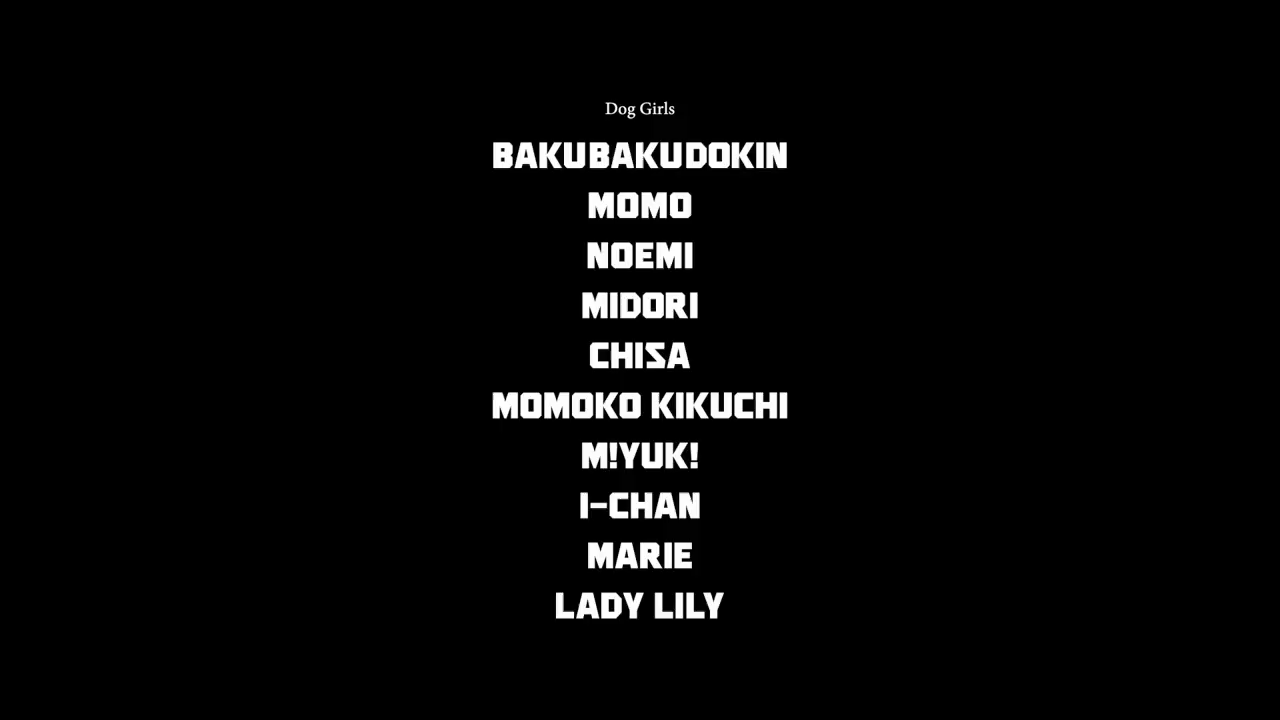 Dog Girls
BAKUBAKUDOKIN
MOMO
NOEMI
MIDORI
CHISA
MOMOKO KIKUCHI
M!YUK!
I-CHAN
MARIE
LADY LILY